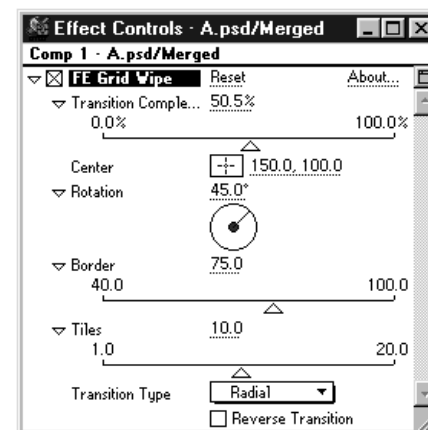 Effect Controls · A.psd/Merged
Comp 1 · A.psd/Merged
FE Grid Wipe Reset About...
Transition Comple... 50.5%
0.0% 100.0%
Center 150.0, 100.0
Rotation 45.0°
Border 75.0
40.0 100.0
Tiles 10.0
1.0 20.0
Transition Type Radial
Reverse Transition